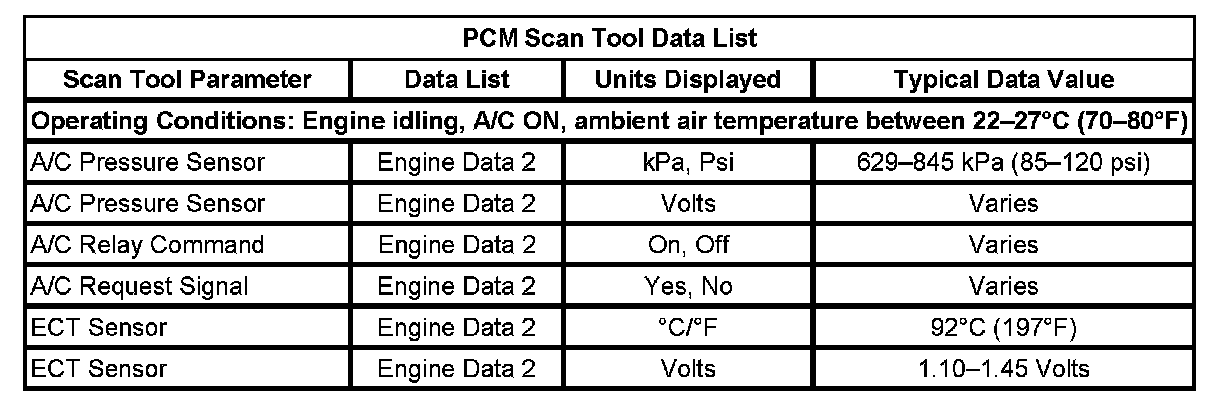 PCM Scan Tool Data List
Scan Tool Parameter Data List Units Displayed Typical Data Value
Operating Conditions: Engine idling, A/C ON, ambient air temperature between 22–27°C (70–80°F)
A/C Pressure Sensor Engine Data 2 kPa, Psi 629–845 kPa (85–120 psi)
A/C Pressure Sensor Engine Data 2 Volts Varies
A/C Relay Command Engine Data 2 On, Off Varies
A/C Request Signal Engine Data 2 Yes, No Varies
ECT Sensor Engine Data 2 °C/°F 92°C (197°F)
ECT Sensor Engine Data 2 Volts 1.10–1.45 Volts